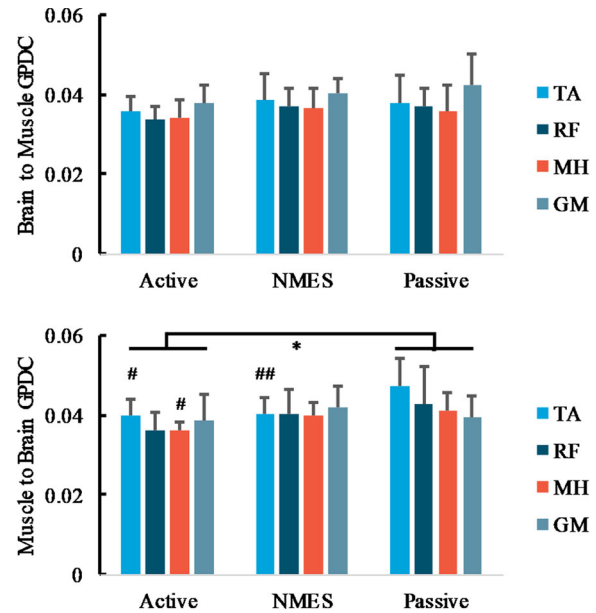 Brain to Muscle GPDC
0.06
0.04
0.02
0
Active NMES Passive
TA
RF
MH
GM
Muscle to Brain GPDC
0.06
0.04
0.02
0
*
# # ##
Active NMES Passive
TA
RF
MH
GM